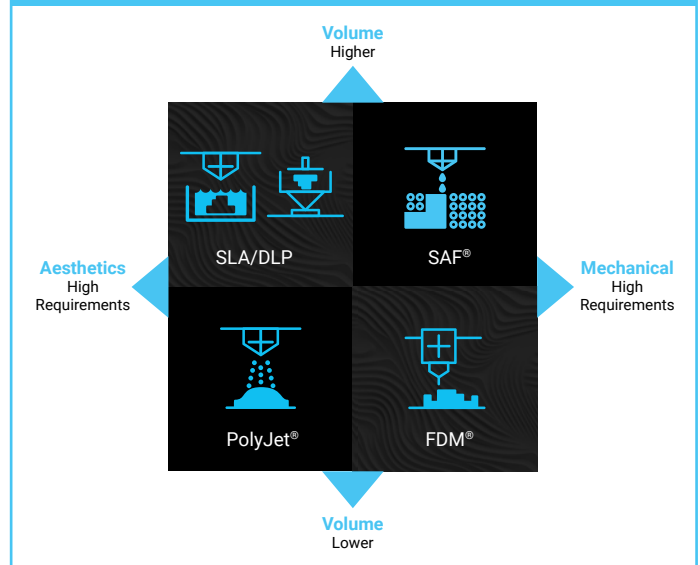 Volume
Higher
SLA/DLP
SAF®
Aesthetics
High
Requirements
Mechanical
High
Requirements
PolyJet®
FDM®
Volume
Lower